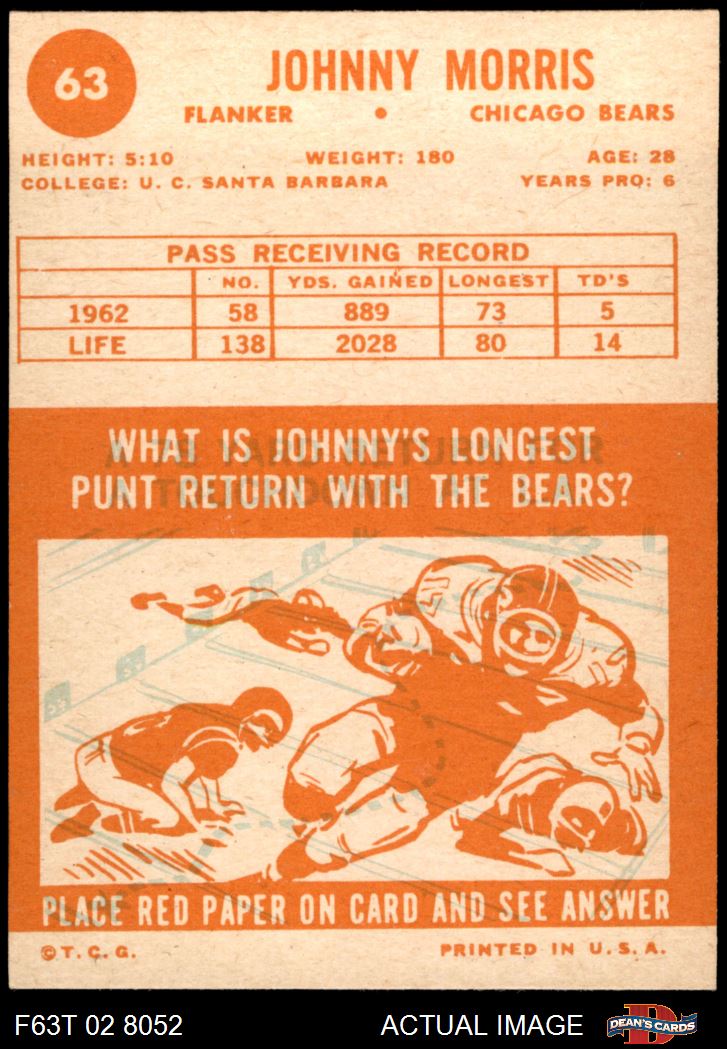 63
JOHNNY MORRIS
FLANKER • CHICAGO BEARS
HEIGHT: 5:10 WEIGHT: 180 AGE: 28
COLLEGE: U. C. SANTA BARBARA YEARS PRO: 6
PASS RECEIVING RECORD
NO. YDS. GAINED LONGEST TD'S
1962 58 889 73 5
LIFE 138 2028 80 14
WHAT IS JOHNNY'S LONGEST
PUNT RETURN WITH THE BEARS?
PLACE RED PAPER ON CARD AND SEE ANSWER
©T.C.G. PRINTED IN U.S.A.
F63T 02 8052 ACTUAL IMAGE DEAN'S CARDS